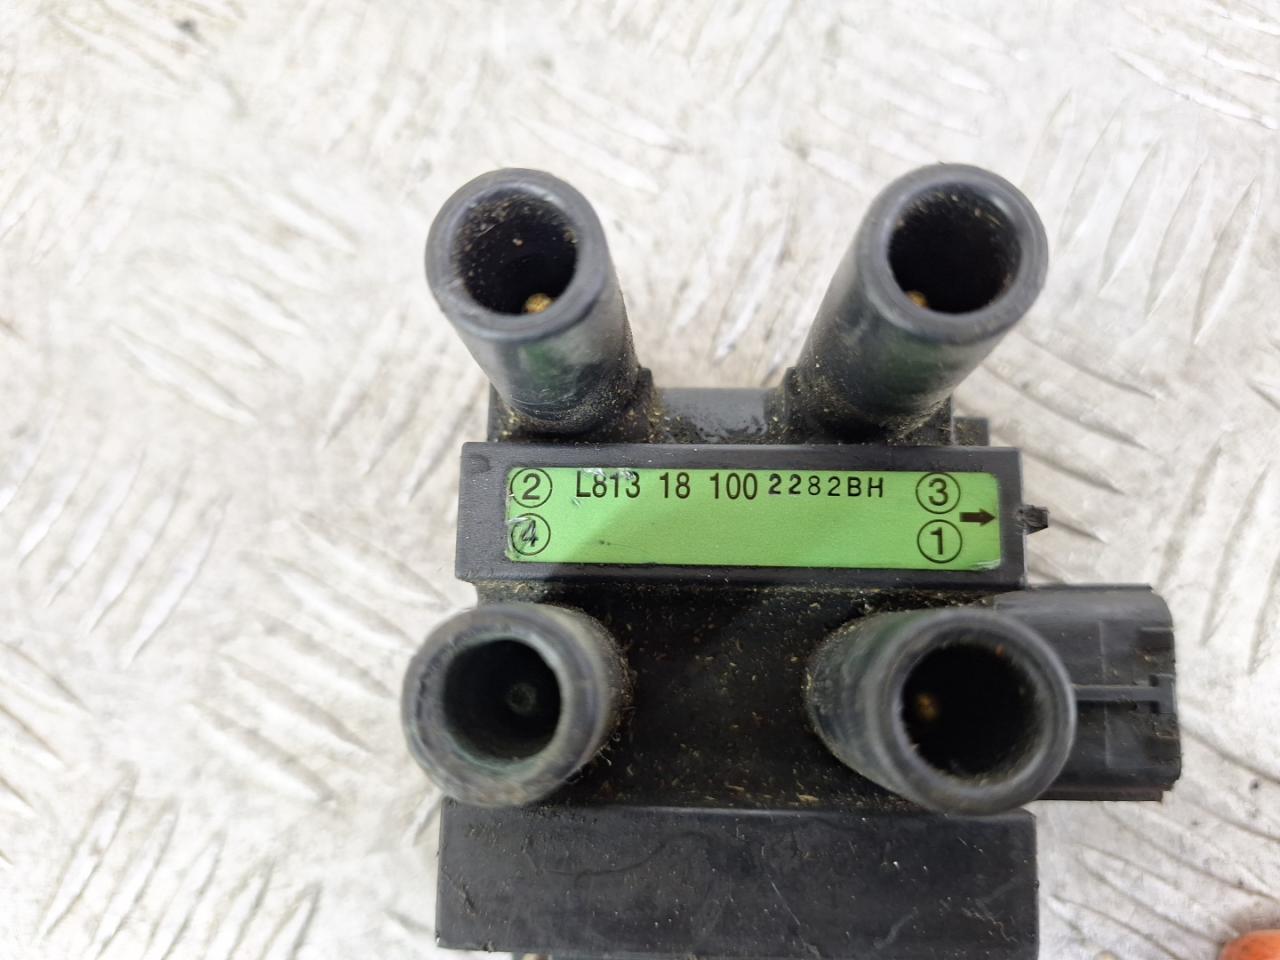 ② L813 18 100 2282BH ③
④ → ①